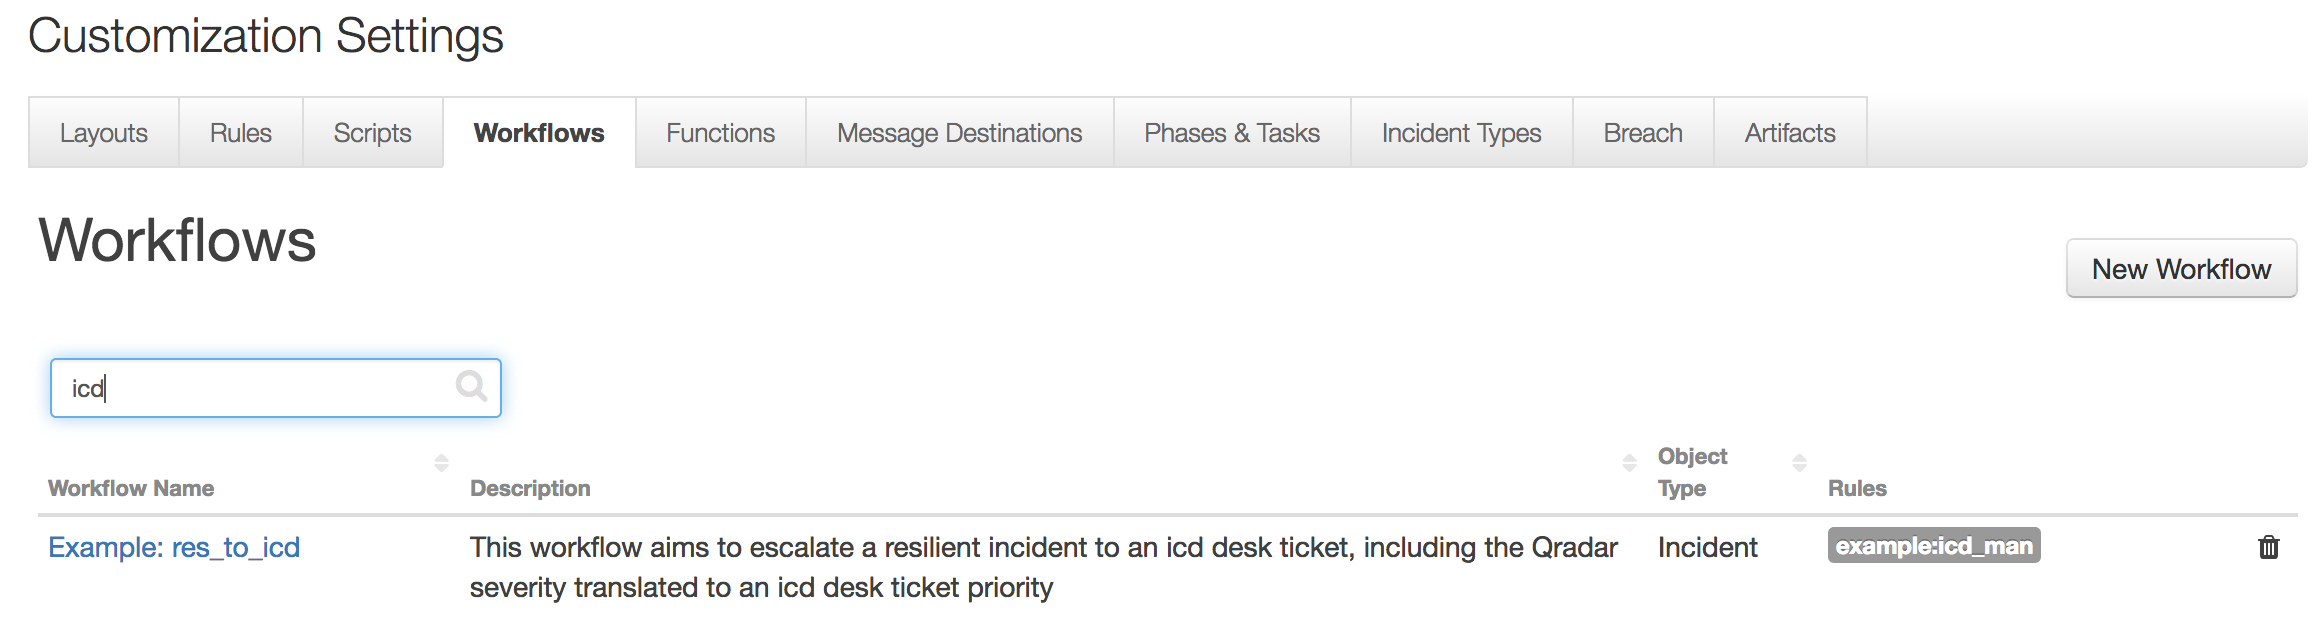 Customization Settings
Layouts Rules Scripts Workflows Functions Message Destinations Phases & Tasks Incident Types Breach Artifacts
Workflows
New Workflow
icd
Workflow Name Description Object Type Rules
Example: res_to_icd This workflow aims to escalate a resilient incident to an icd desk ticket, including the Qradar Incident example:icd_man
severity translated to an icd desk ticket priority